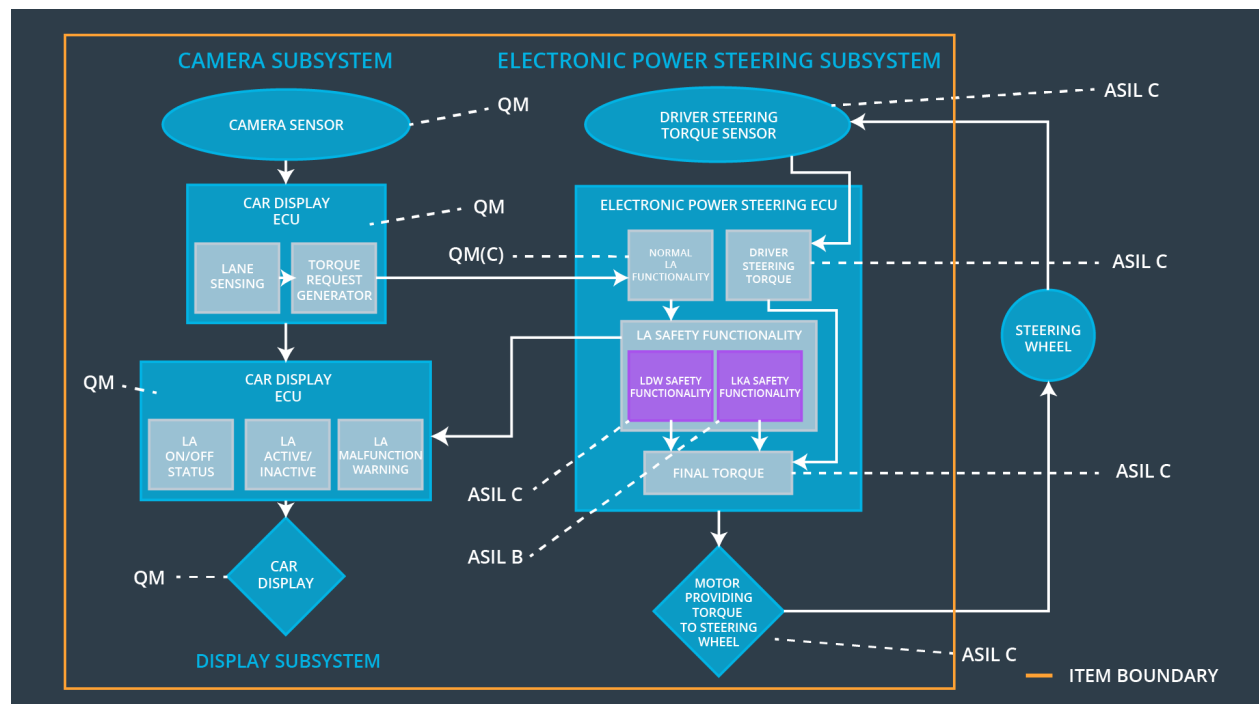 CAMERA SUBSYSTEM
ELECTRONIC POWER STEERING SUBSYSTEM
CAMERA SENSOR
QM
DRIVER STEERING
TORQUE SENSOR
ASIL C
CAR DISPLAY
ECU
QM
LANE
SENSING
TORQUE
REQUEST
GENERATOR
QM(C)
ELECTRONIC POWER STEERING ECU
NORMAL
LA
FUNCTIONALITY
DRIVER
STEERING
TORQUE
ASIL C
LA SAFETY FUNCTIONALITY
LDW SAFETY
FUNCTIONALITY
LKA SAFETY
FUNCTIONALITY
STEERING
WHEEL
QM
CAR DISPLAY
ECU
LA
ON/OFF
STATUS
LA
ACTIVE/
INACTIVE
LA
MALFUNCTION
WARNING
FINAL TORQUE
ASIL C
ASIL C
ASIL B
QM
CAR
DISPLAY
MOTOR
PROVIDING
TORQUE
TO STEERING
WHEEL
ASIL C
DISPLAY SUBSYSTEM
ITEM BOUNDARY